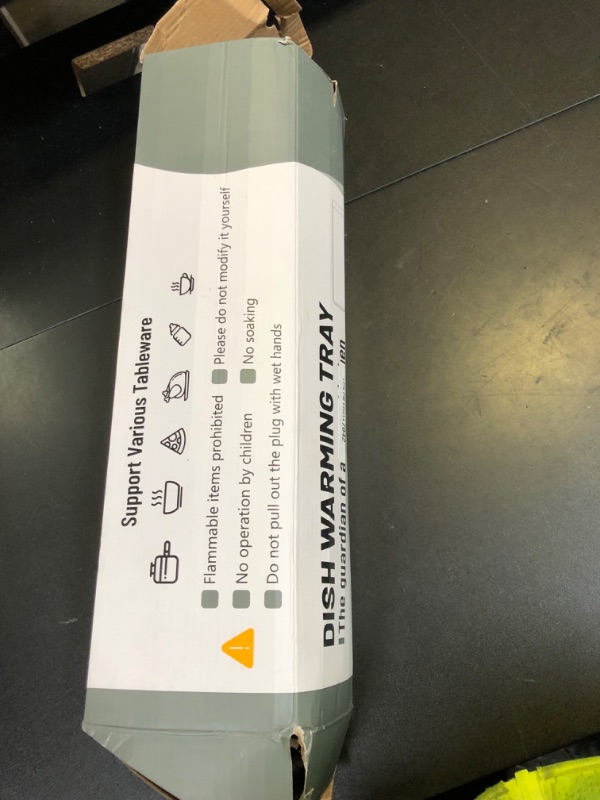 Support Various Tableware
Flammable items prohibited
Please do not modify it yourself
No operation by children
No soaking
Do not pull out the plug with wet hands
DISH WARMING TRAY
The guardian of a